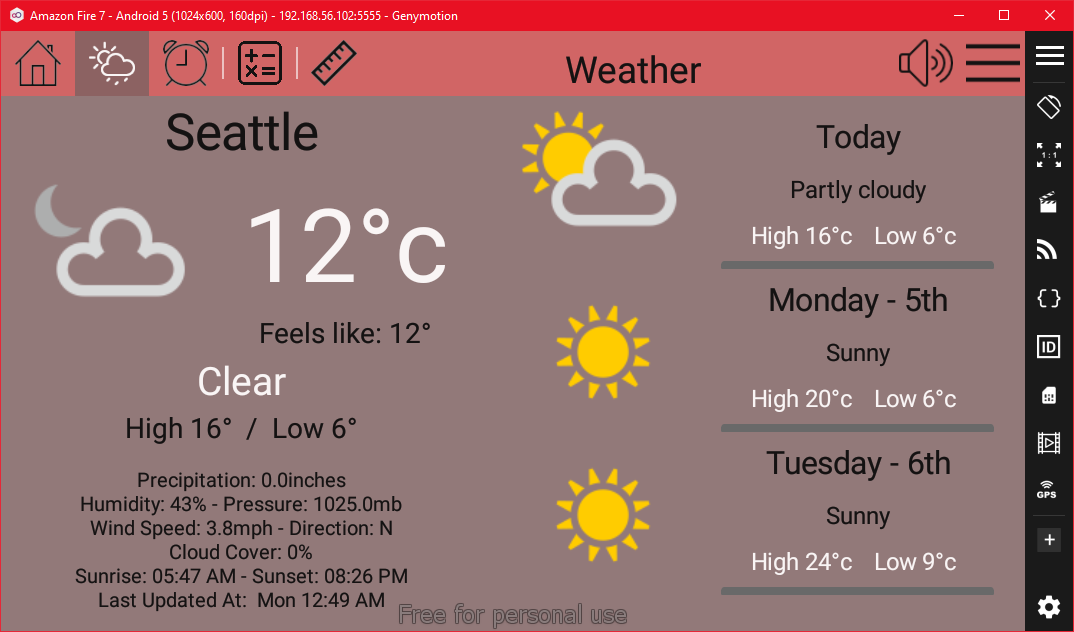 Amazon Fire 7 - Android 5 (1024x600, 160dpi) - 192.168.56.102:5555 - Genymotion
Weather
Seattle
12°c
Feels like: 12°
Clear
High 16° / Low 6°
Precipitation: 0.0inches
Humidity: 43% - Pressure: 1025.0mb
Wind Speed: 3.8mph - Direction: N
Cloud Cover: 0%
Sunrise: 05:47 AM - Sunset: 08:26 PM
Last Updated At: Mon 12:49 AM
Today
Partly cloudy
High 16°c Low 6°c
Monday - 5th
Sunny
High 20°c Low 6°c
Tuesday - 6th
Sunny
High 24°c Low 9°c
Free for personal use
1:1
ID
GPS